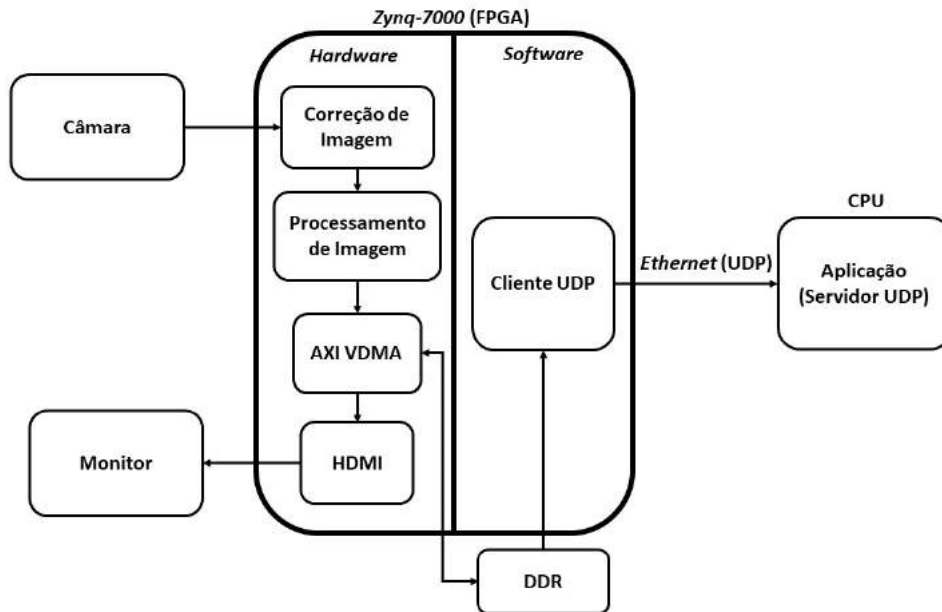 Zynq-7000 (FPGA)
Hardware
Software
Câmara
Correção de
Imagem
Processamento
de Imagem
CPU
Cliente UDP
Ethernet (UDP)
Aplicação
(Servidor UDP)
AXI VDMA
Monitor
HDMI
DDR